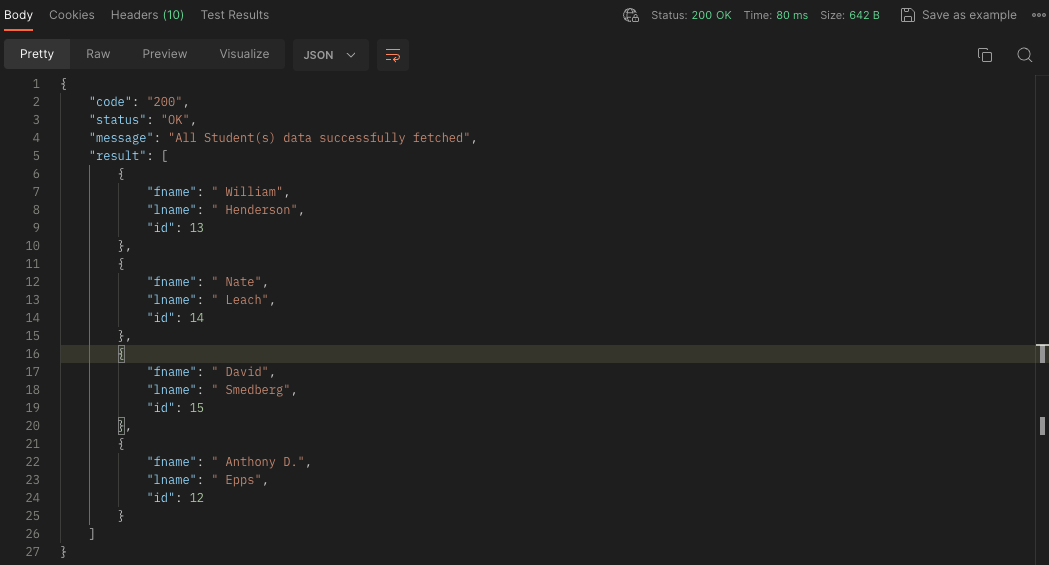 Body Cookies Headers (10) Test Results Status: 200 OK Time: 80 ms Size: 642 B Save as example
Pretty Raw Preview Visualize JSON
1 {
2 "code": "200",
3 "status": "OK",
4 "message": "All Student(s) data successfully fetched",
5 "result": [
6 {
7 "fname": " William",
8 "lname": " Henderson",
9 "id": 13
10 },
11 {
12 "fname": " Nate",
13 "lname": " Leach",
14 "id": 14
15 },
16 {
17 "fname": " David",
18 "lname": " Smedberg",
19 "id": 15
20 },
21 {
22 "fname": " Anthony D.",
23 "lname": " Epps",
24 "id": 12
25 }
26 ]
27 }